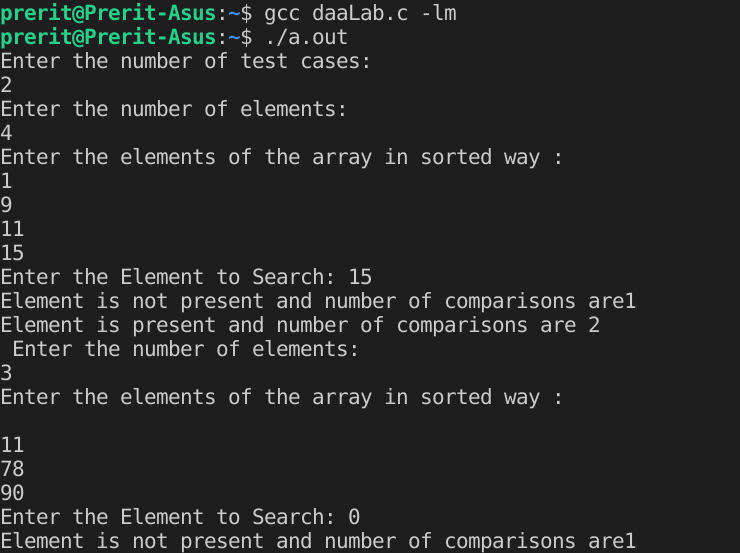 prerit@Prerit-Asus:~$ gcc daaLab.c -lm
prerit@Prerit-Asus:~$ ./a.out
Enter the number of test cases:
2
Enter the number of elements:
4
Enter the elements of the array in sorted way :
1
9
11
15
Enter the Element to Search: 15
Element is not present and number of comparisons are1
Element is present and number of comparisons are 2
 Enter the number of elements:
3
Enter the elements of the array in sorted way :

11
78
90
Enter the Element to Search: 0
Element is not present and number of comparisons are1